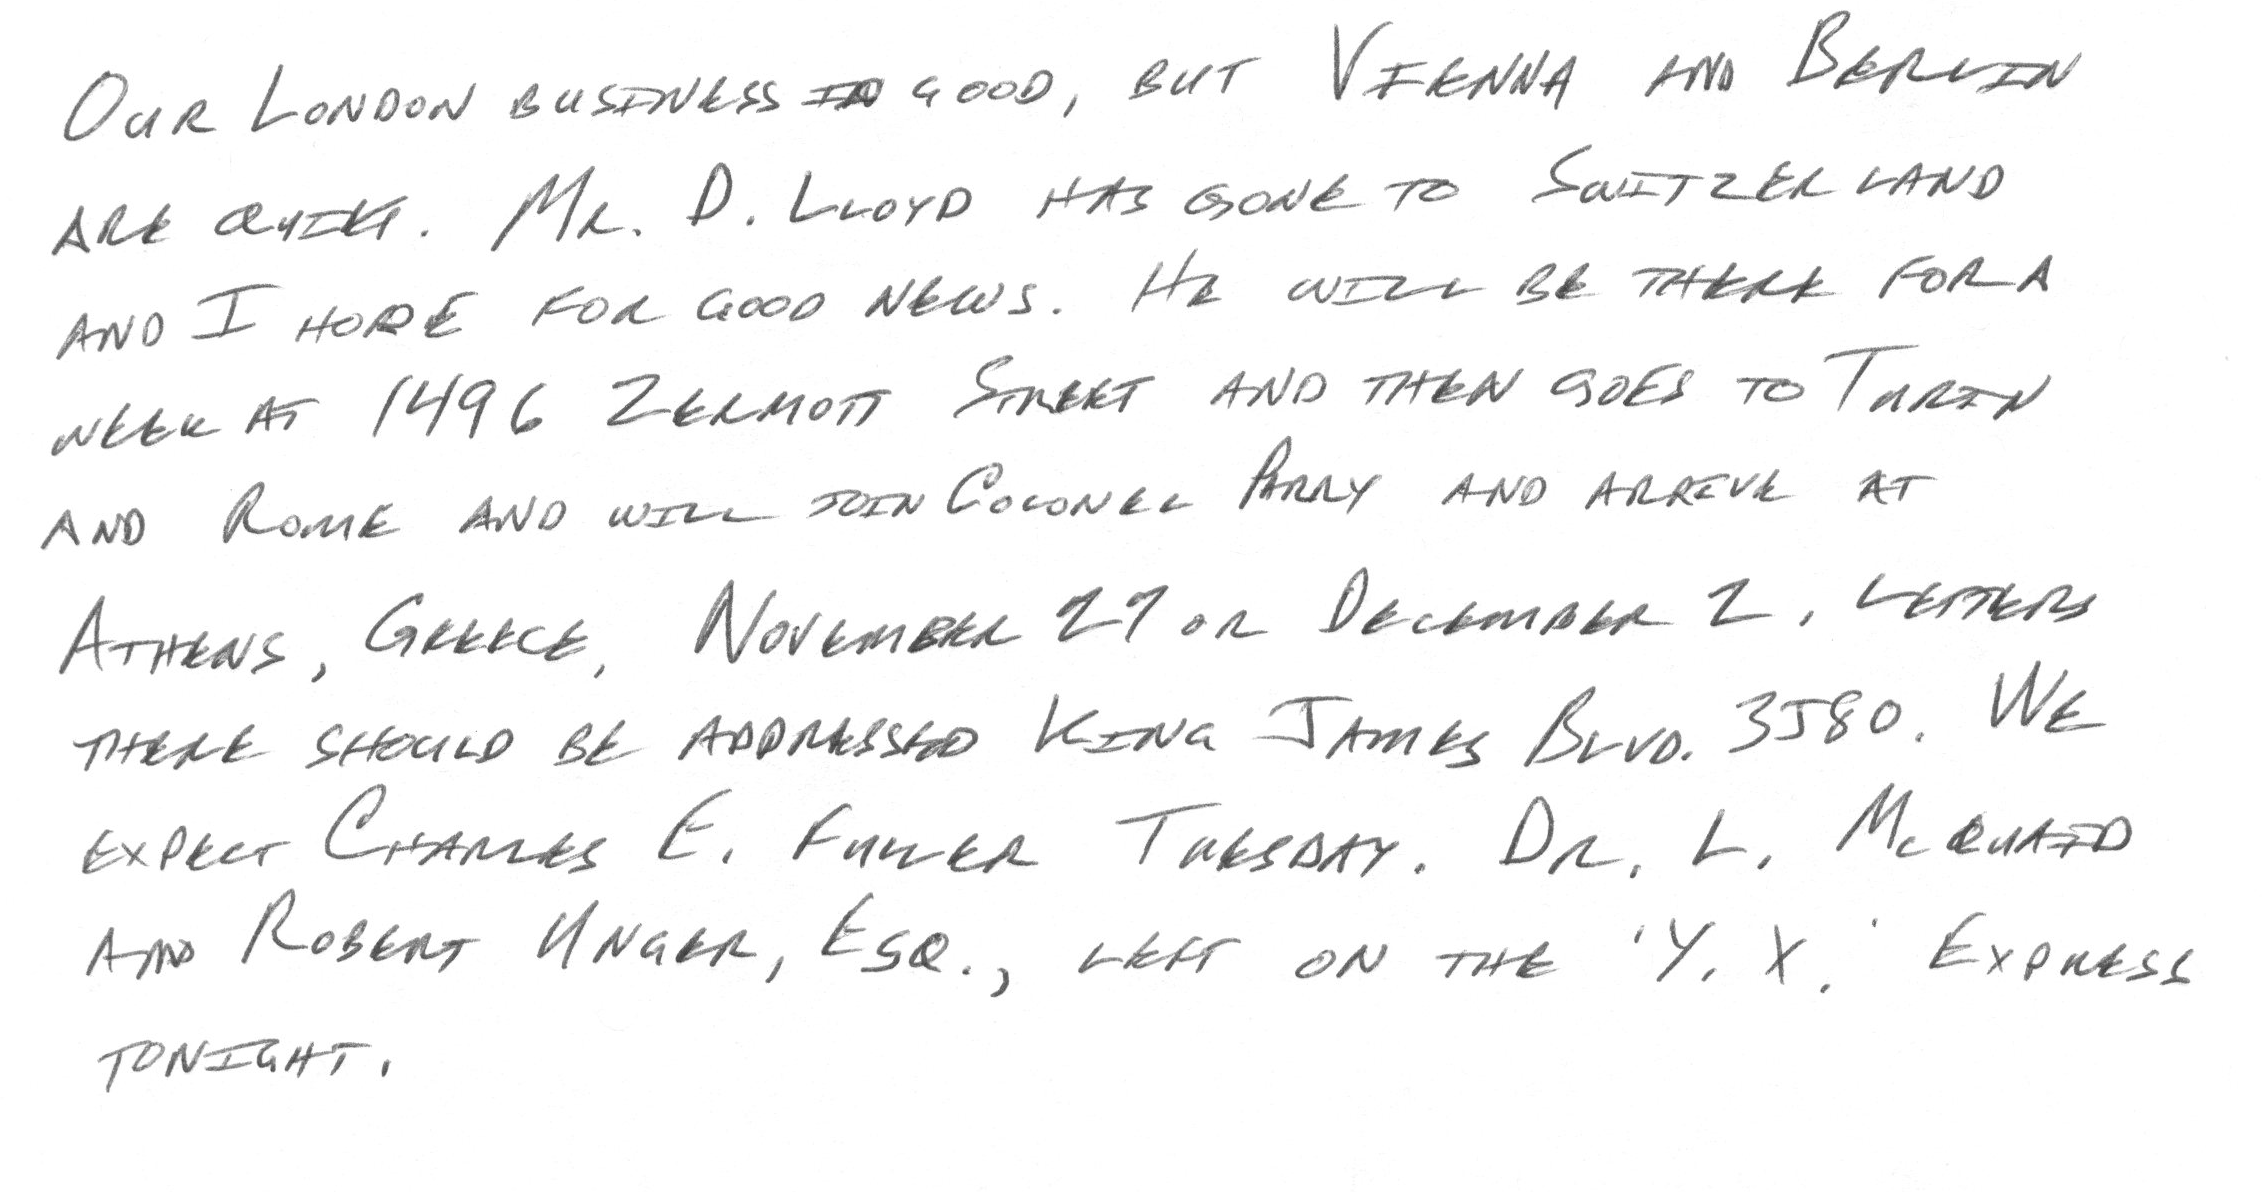 Our London business is good, but Vienna and Berlin
are quiet. Mr. D. Lloyd has gone to Switzerland
and I hope for good news. He will be there for a
week at 1496 Zermott Street and then goes to Turin
and Rome and will join Colonel Parry and arrive at
Athens, Greece, November 27 or December 2. Letters
there should be addressed King James Blvd. 3580. We
expect Charles E. Fuller Tuesday. Dr. L. McQuaid
and Robert Unger, Esq., left on the 'Y. X.' Express
tonight.